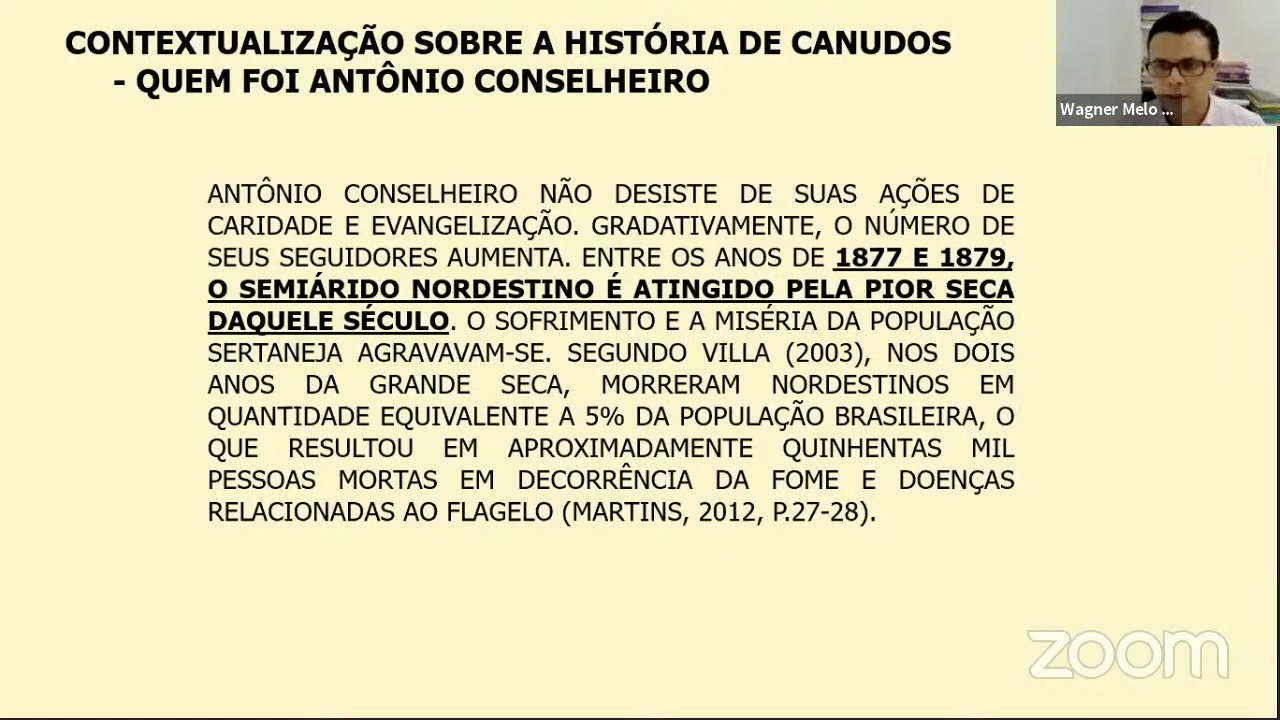 CONTEXTUALIZAÇÃO SOBRE A HISTÓRIA DE CANUDOS
- QUEM FOI ANTÔNIO CONSELHEIRO
Wagner Melo ...
ANTÔNIO CONSELHEIRO NÃO DESISTE DE SUAS AÇÕES DE
CARIDADE E EVANGELIZAÇÃO. GRADATIVAMENTE, O NÚMERO DE
SEUS SEGUIDORES AUMENTA. ENTRE OS ANOS DE 1877 E 1879,
O SEMIÁRIDO NORDESTINO É ATINGIDO PELA PIOR SECA
DAQUELE SÉCULO. O SOFRIMENTO E A MISÉRIA DA POPULAÇÃO
SERTANEJA AGRAVAVAM-SE. SEGUNDO VILLA (2003), NOS DOIS
ANOS DA GRANDE SECA, MORRERAM NORDESTINOS EM
QUANTIDADE EQUIVALENTE A 5% DA POPULAÇÃO BRASILEIRA, O
QUE RESULTOU EM APROXIMADAMENTE QUINHENTAS MIL
PESSOAS MORTAS EM DECORRÊNCIA DA FOME E DOENÇAS
RELACIONADAS AO FLAGELO (MARTINS, 2012, P.27-28).
zoom